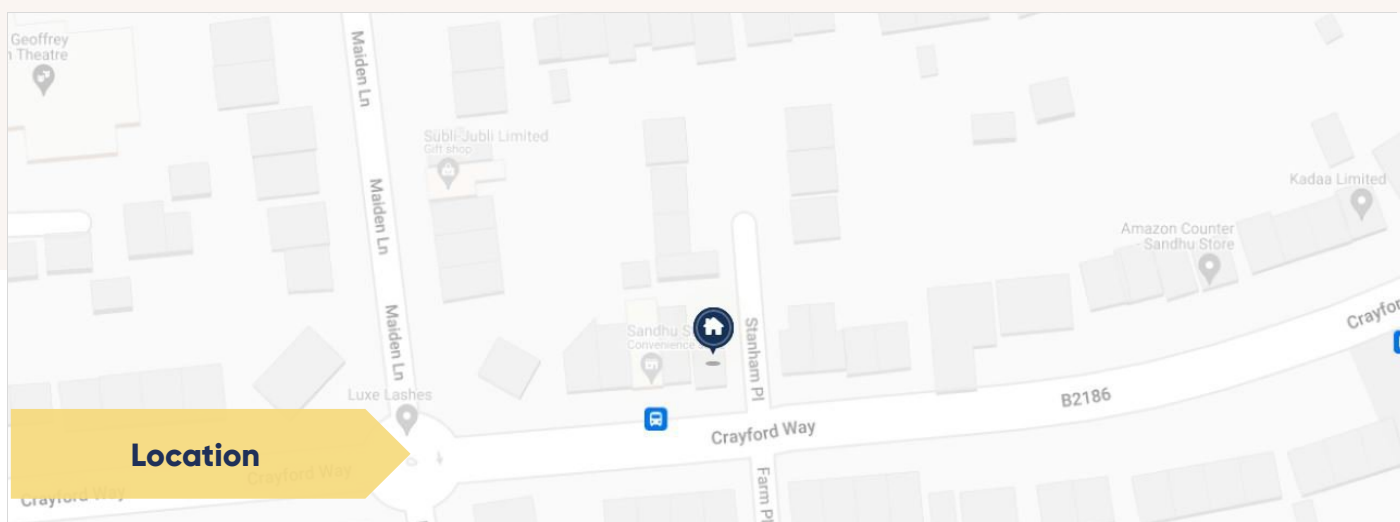 Geoffrey
Theatre
Maiden Ln
Subli-Jubli Limited
Gift shop
Maiden Ln
Kadaa Limited
Amazon Counter
- Sandhu Store
Maiden Ln
Sandhu
Convenience
Stanham Pl
Crayford
Luxe Lashes
B2186
Crayford Way
Location
Crayford Way
Crayford Way
Farm Pl